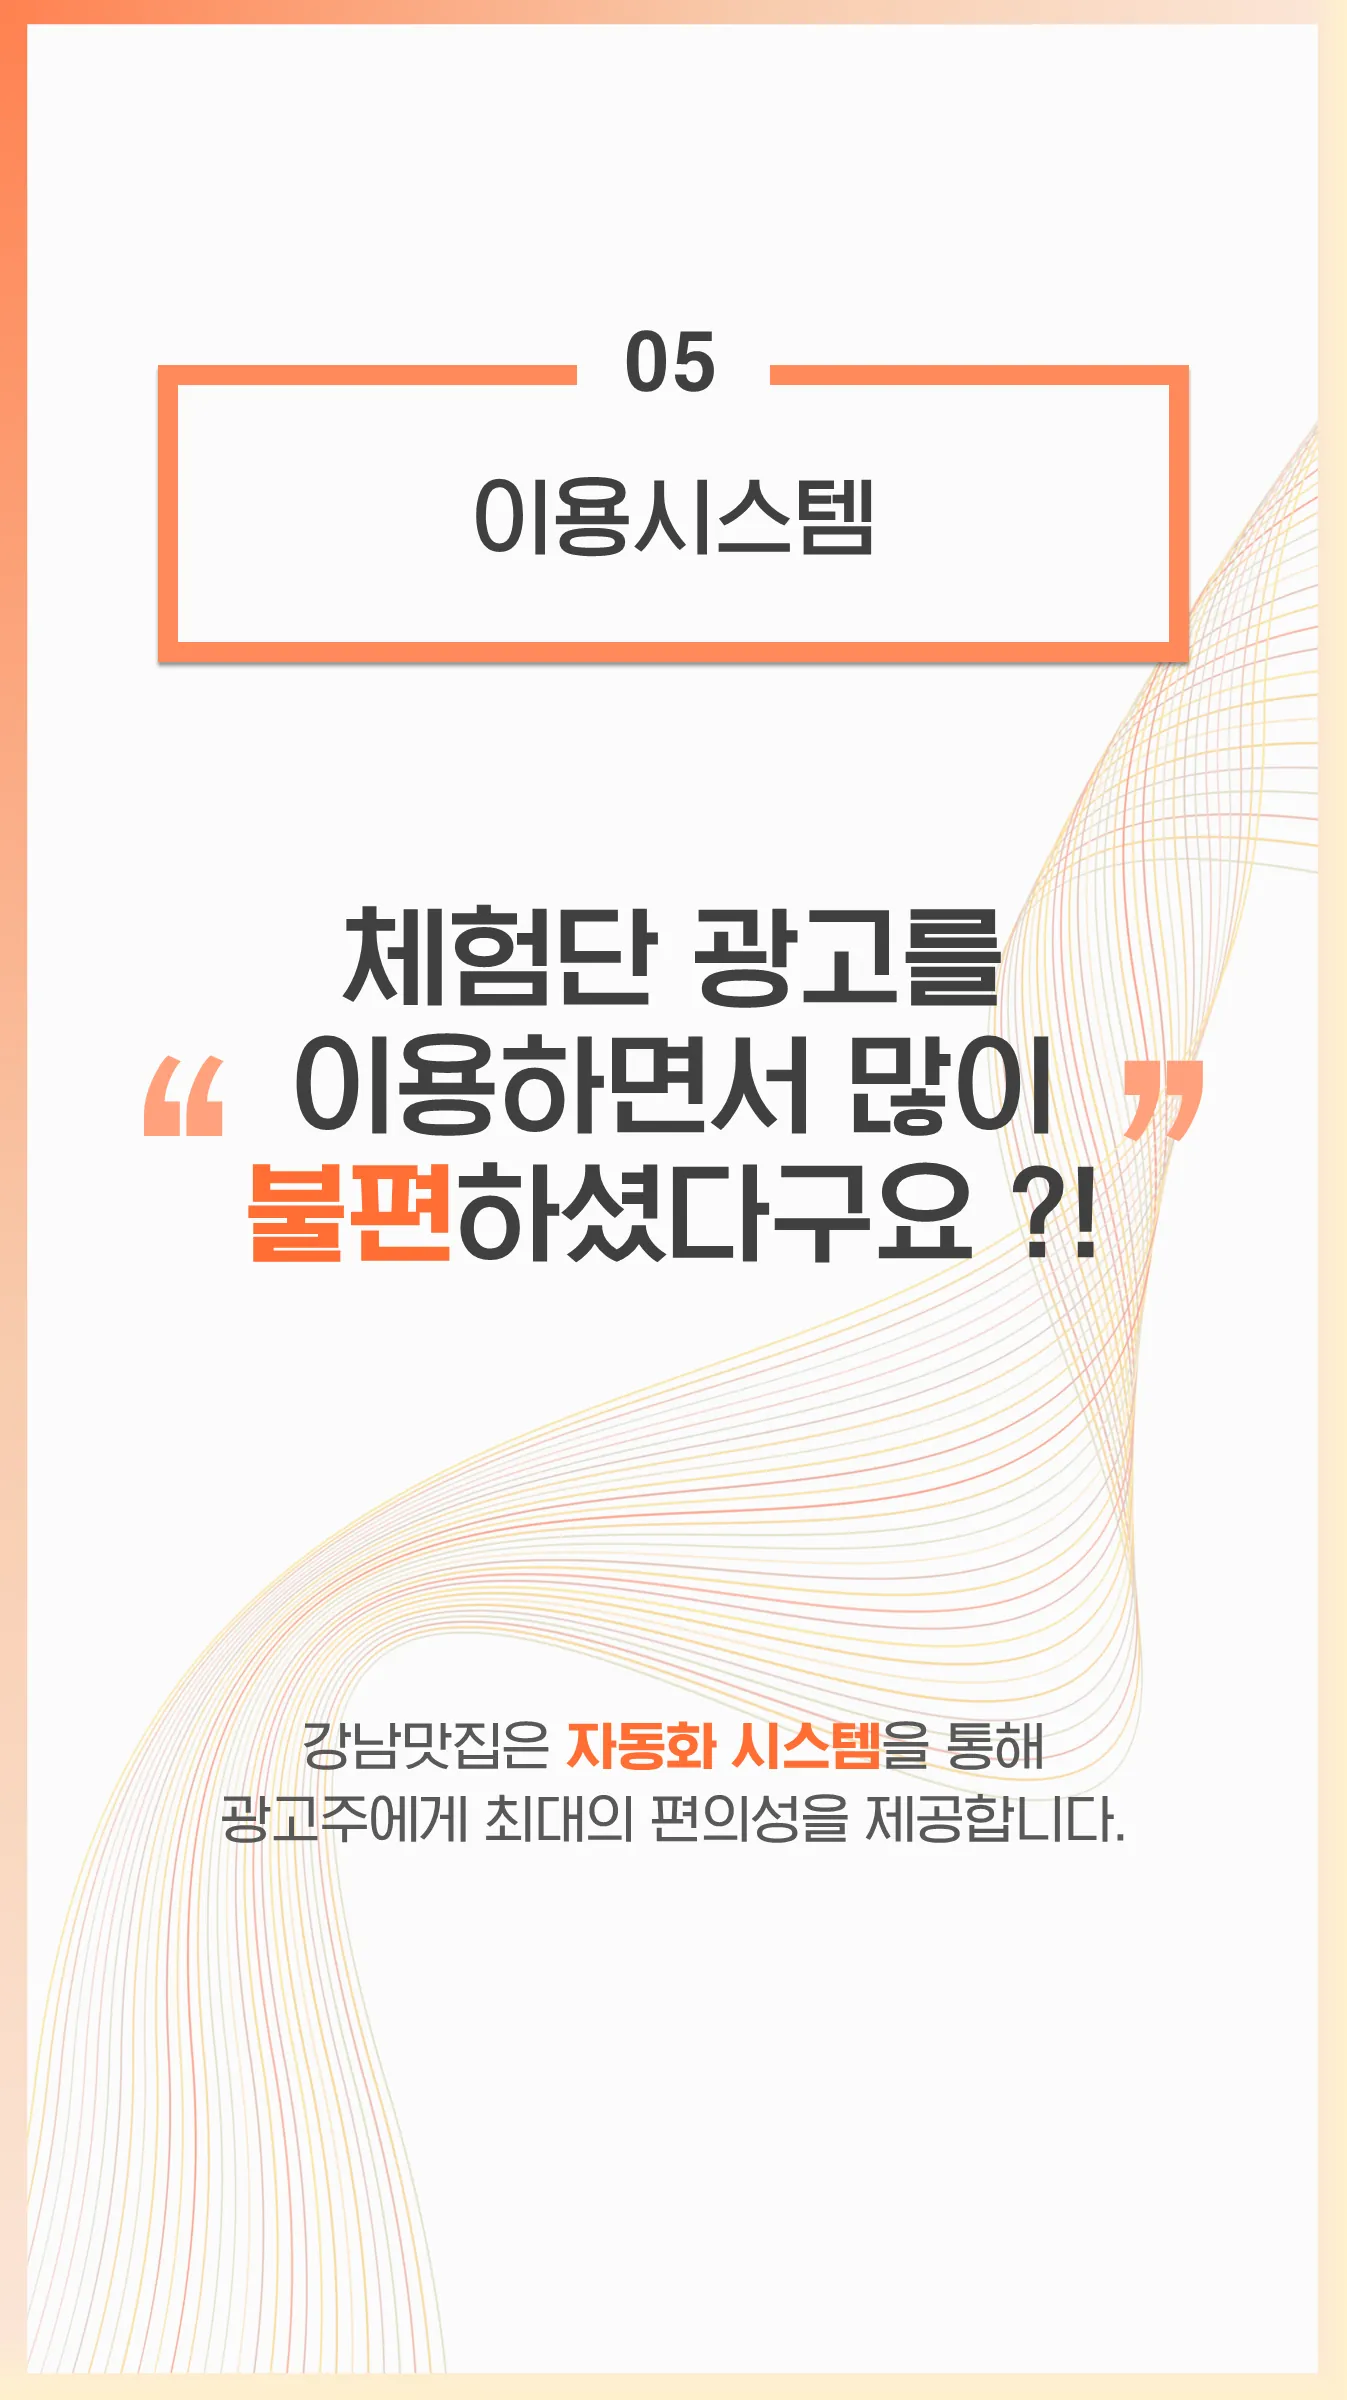 05
이용시스템
체험단 광고를
“ 이용하면서 많이 ”
불편하셨다구요 ?!
강남맛집은 자동화 시스템을 통해
광고주에게 최대의 편의성을 제공합니다.